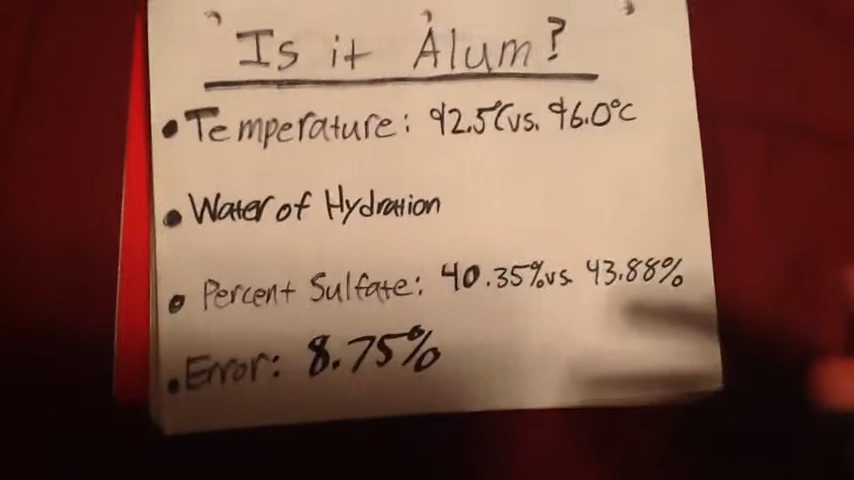 Is it Alum?
• Temperature: 92.5°C vs. 96.0°C
• Water of Hydration
• Percent Sulfate: 40.35% vs. 43.88%
• Error: 8.75%